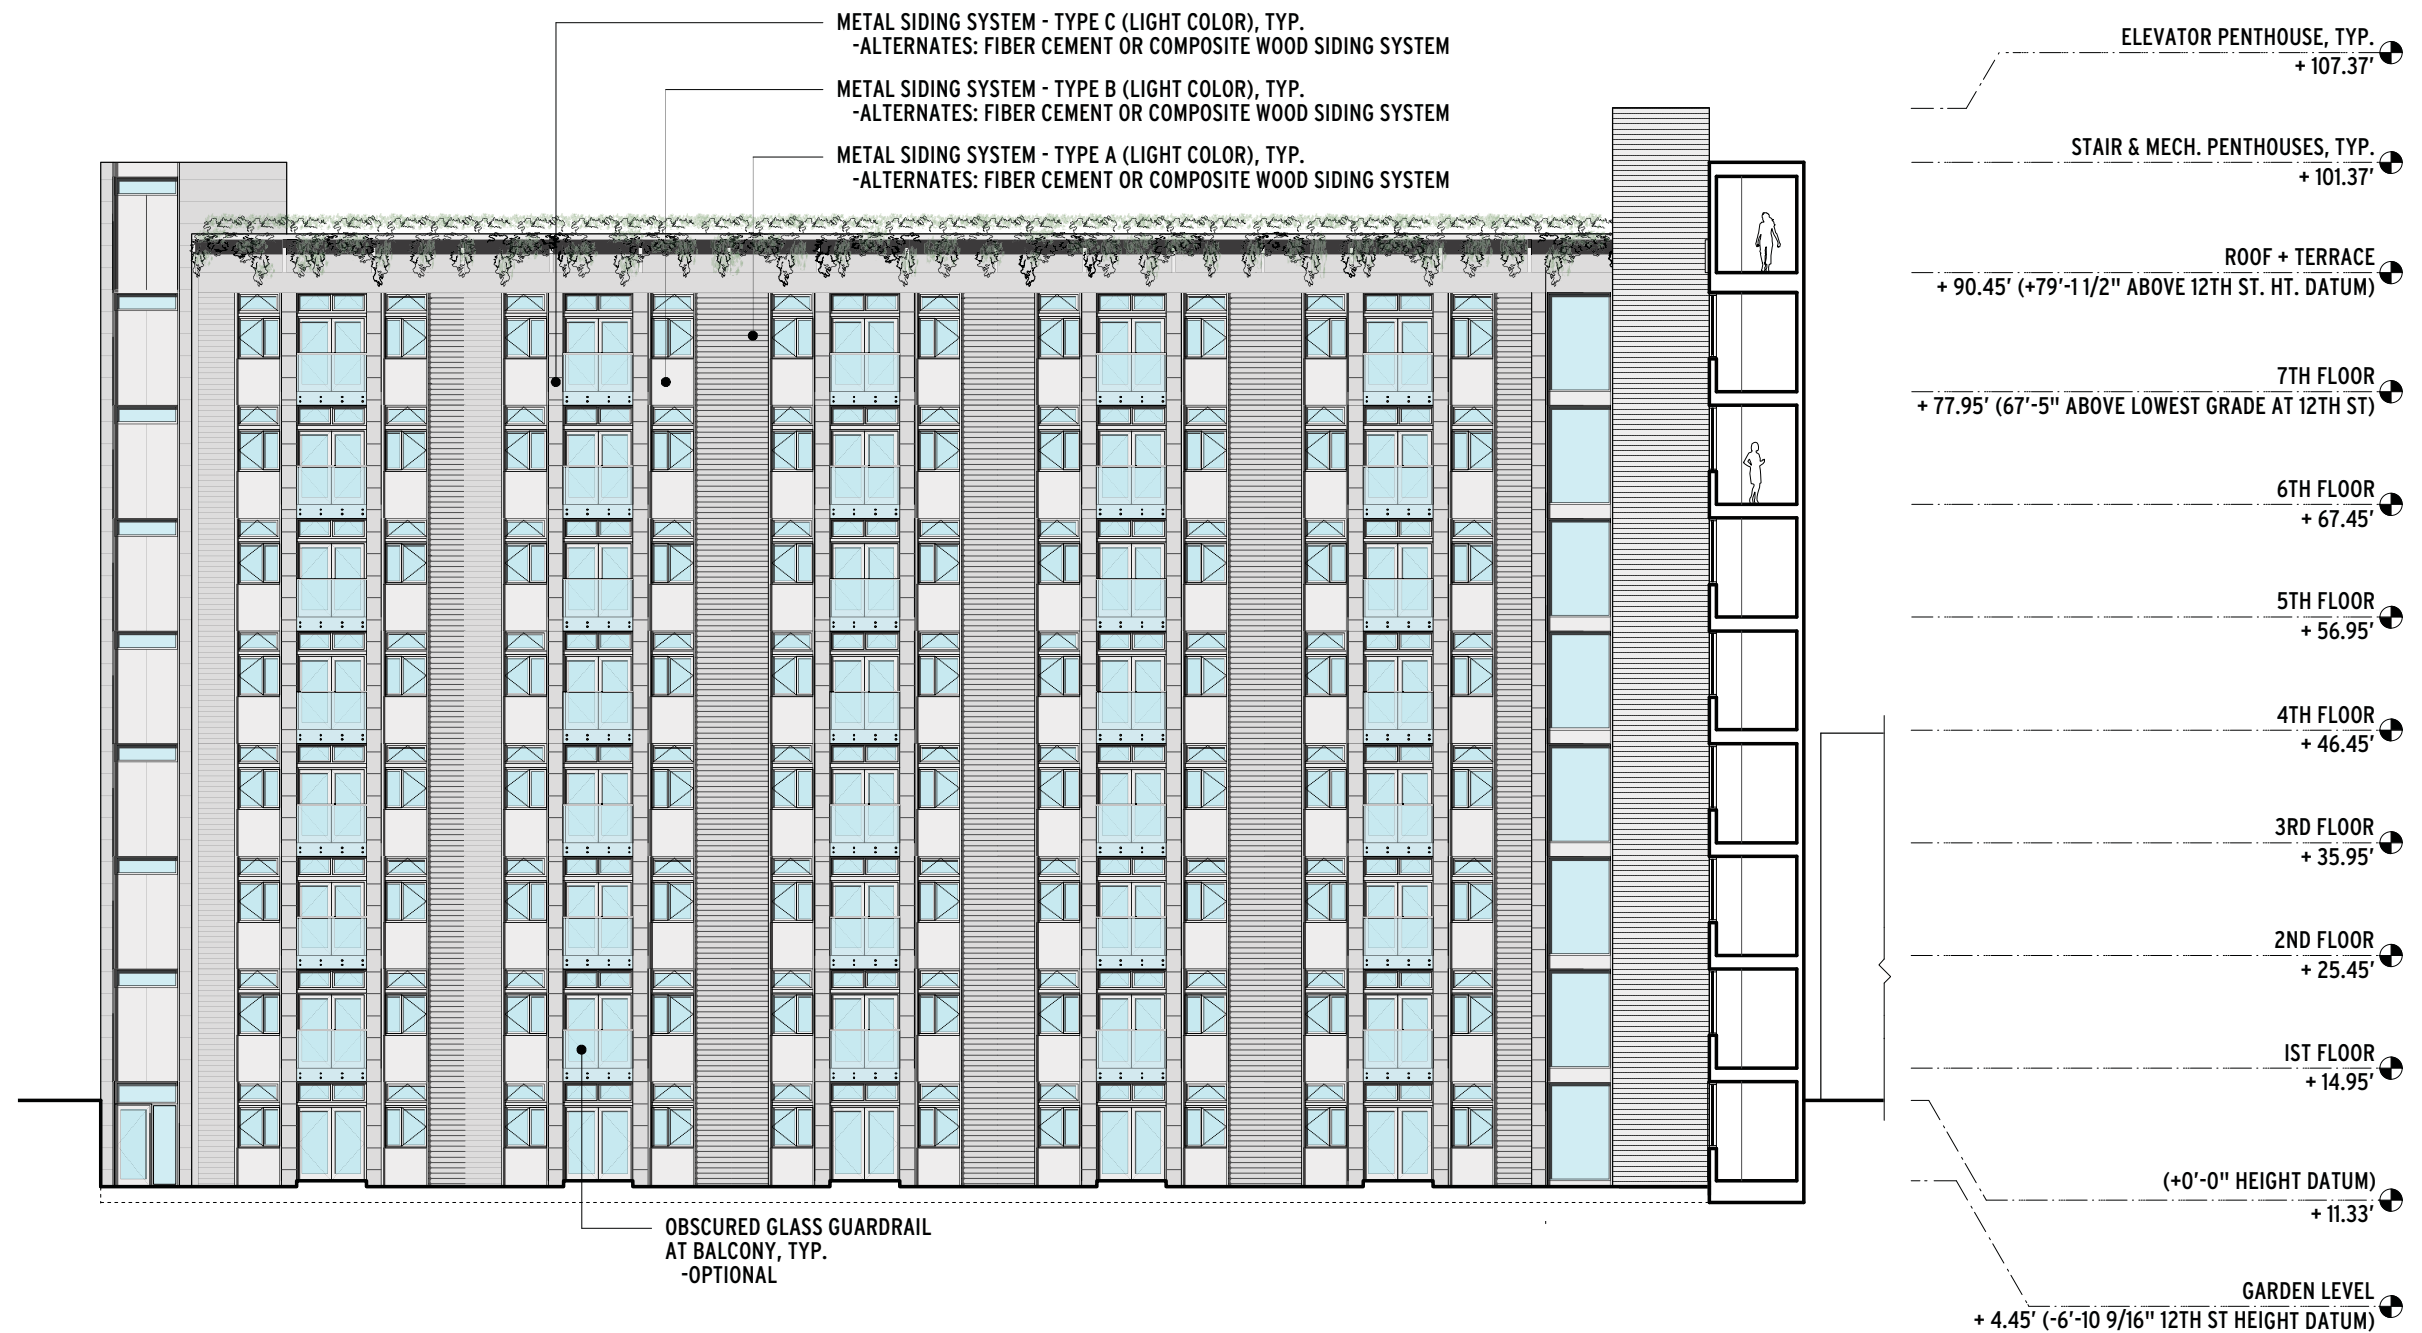 METAL SIDING SYSTEM - TYPE C (LIGHT COLOR), TYP.
-ALTERNATES: FIBER CEMENT OR COMPOSITE WOOD SIDING SYSTEM
METAL SIDING SYSTEM - TYPE B (LIGHT COLOR), TYP.
-ALTERNATES: FIBER CEMENT OR COMPOSITE WOOD SIDING SYSTEM
METAL SIDING SYSTEM - TYPE A (LIGHT COLOR), TYP.
-ALTERNATES: FIBER CEMENT OR COMPOSITE WOOD SIDING SYSTEM
ELEVATOR PENTHOUSE, TYP.
+ 107.37'
STAIR & MECH. PENTHOUSES, TYP.
+ 101.37'
ROOF + TERRACE
+ 90.45' (+79'-1 1/2" ABOVE 12TH ST. HT. DATUM)
7TH FLOOR
+ 77.95' (67'-5" ABOVE LOWEST GRADE AT 12TH ST)
6TH FLOOR
+ 67.45'
5TH FLOOR
+ 56.95'
4TH FLOOR
+ 46.45'
3RD FLOOR
+ 35.95'
2ND FLOOR
+ 25.45'
1ST FLOOR
+ 14.95'
(+0'-0" HEIGHT DATUM)
+ 11.33'
GARDEN LEVEL
+ 4.45' (-6'-10 9/16" 12TH ST HEIGHT DATUM)
OBSCURED GLASS GUARDRAIL
AT BALCONY, TYP.
-OPTIONAL